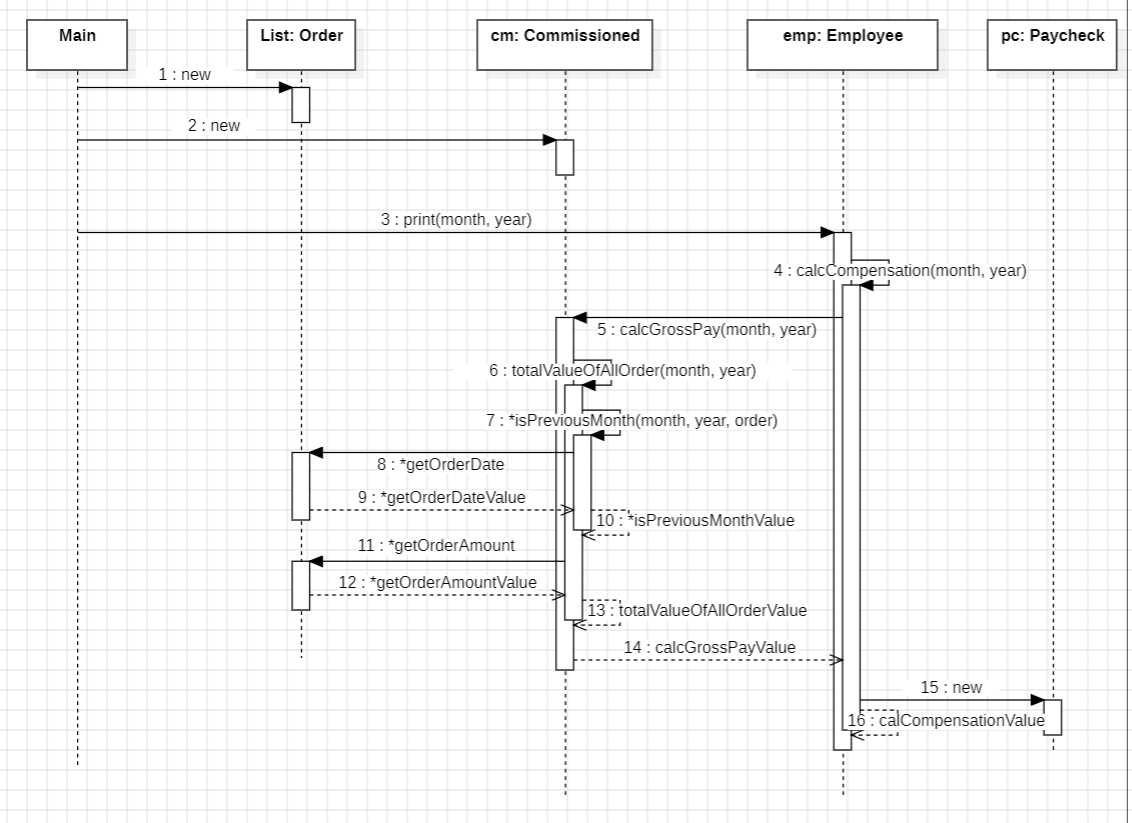 Main
List: Order
cm: Commissioned
emp: Employee
pc: Paycheck
1 : new
2 : new
3 : print(month, year)
4 : calcCompensation(month, year)
5 : calcGrossPay(month, year)
6 : totalValueOfAllOrder(month, year)
7 : *isPreviousMonth(month, year, order)
8 : *getOrderDate
9 : *getOrderDateValue
10 : *isPreviousMonthValue
11 : *getOrderAmount
12 : *getOrderAmountValue
13 : totalValueOfAllOrderValue
14 : calcGrossPayValue
15 : new
16 : calCompensationValue